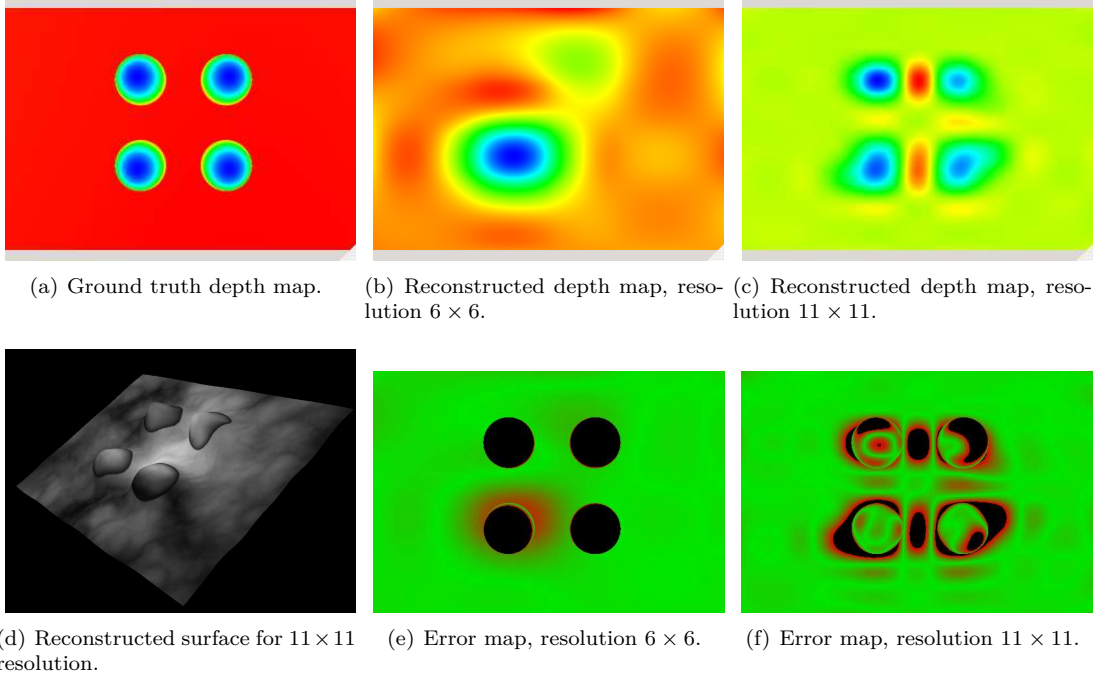 (a) Ground truth depth map.
(b) Reconstructed depth map, reso-
lution 6 × 6.
(c) Reconstructed depth map, reso-
lution 11 × 11.
(d) Reconstructed surface for 11×11
resolution.
(e) Error map, resolution 6 × 6.
(f) Error map, resolution 11 × 11.